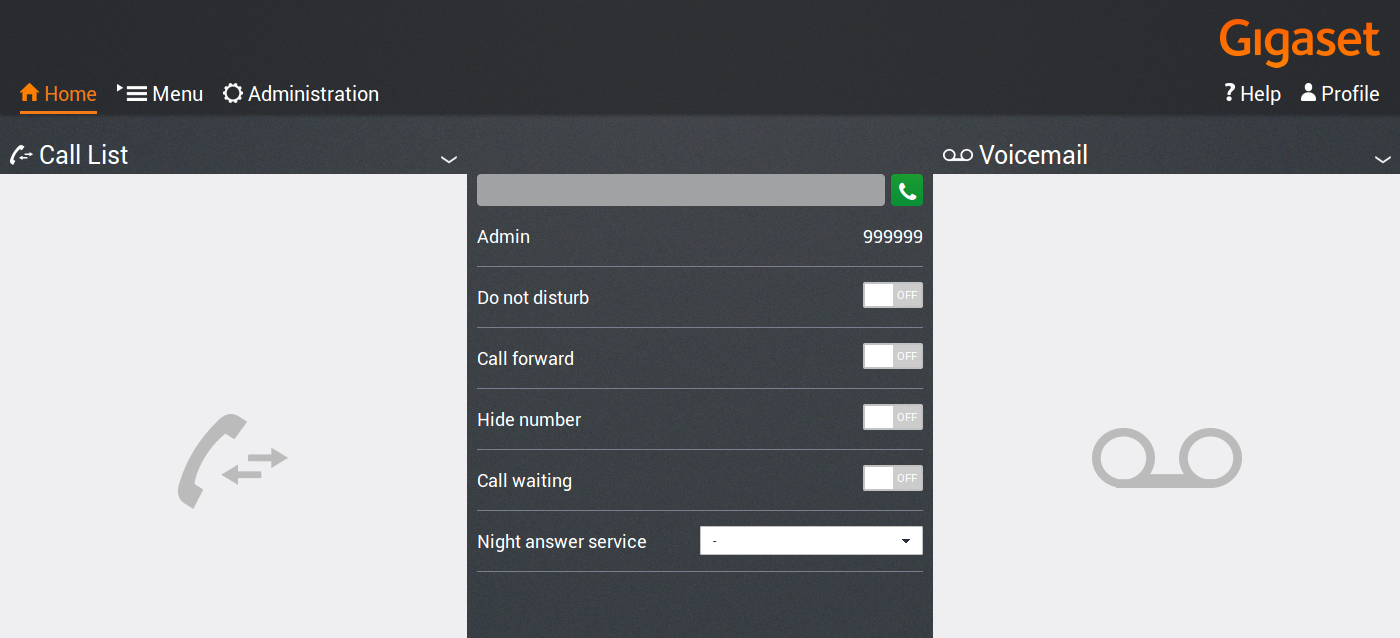 Gigaset
Home Menu Administration ? Help Profile
Call List
Voicemail
Admin 999999
Do not disturb OFF
Call forward OFF
Hide number OFF
Call waiting OFF
Night answer service -